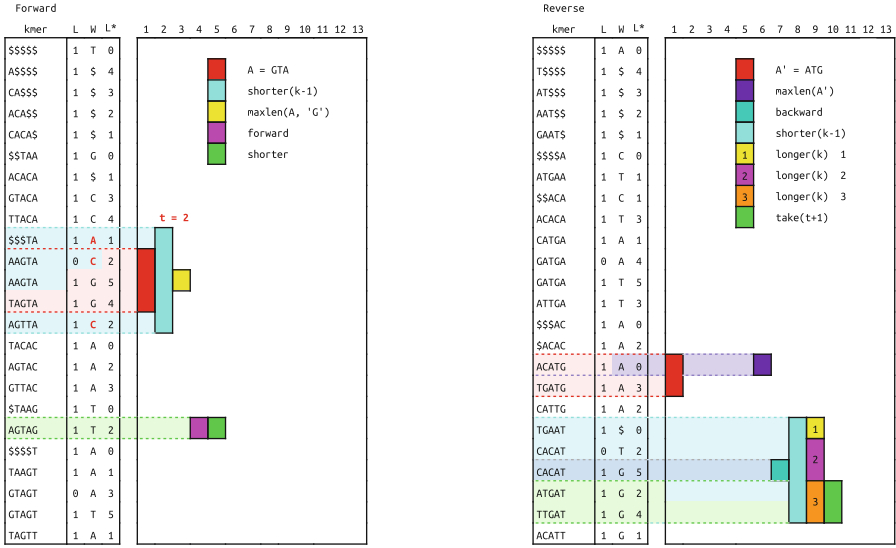 Forward
kmer L W L* 1 2 3 4 5 6 7 8 9 10 11 12 13
$$$$$ 1 T 0
A$$$$ 1 $ 4 A = GTA
CA$$$ 1 $ 3 shorter(k-1)
ACA$$ 1 $ 2 maxlen(A, 'G')
CACA$ 1 $ 1 forward
$$TAA 1 G 0 shorter
ACACA 1 $ 1
GTACA 1 C 3
TTACA 1 C 4 t = 2
$$$TA 1 A 1
AAGTA 0 C 2
AAGTA 1 G 5
TAGTA 1 G 4
AGTTA 1 C 2
TACAC 1 A 0
AGTAC 1 A 2
GTTAC 1 A 3
$TAAG 1 T 0
AGTAG 1 T 2
$$$$T 1 A 0
TAAGT 1 A 1
GTAGT 0 A 3
GTAGT 1 T 5
TAGTT 1 A 1
Reverse
kmer L W L* 1 2 3 4 5 6 7 8 9 10 11 12 13
$$$$$ 1 A 0
T$$$$ 1 $ 4 A' = ATG
AT$$$ 1 $ 3 maxlen(A')
AAT$$ 1 $ 2 backward
GAAT$ 1 $ 1 shorter(k-1)
$$$$A 1 C 0 1 longer(k) 1
ATGAA 1 T 1 2 longer(k) 2
$$ACA 1 C 1 3 longer(k) 3
ACACA 1 T 3 take(t+1)
CATGA 1 A 1
GATGA 0 A 4
GATGA 1 T 5
ATTGA 1 T 3
$$$AC 1 A 0
$ACAC 1 A 2
ACATG 1 A 0
TGATG 1 A 3
CATTG 1 A 2
TGAAT 1 $ 0 1
CACAT 0 T 2 2
CACAT 1 G 5
ATGAT 1 G 2 3
TTGAT 1 G 4
ACATT 1 G 1